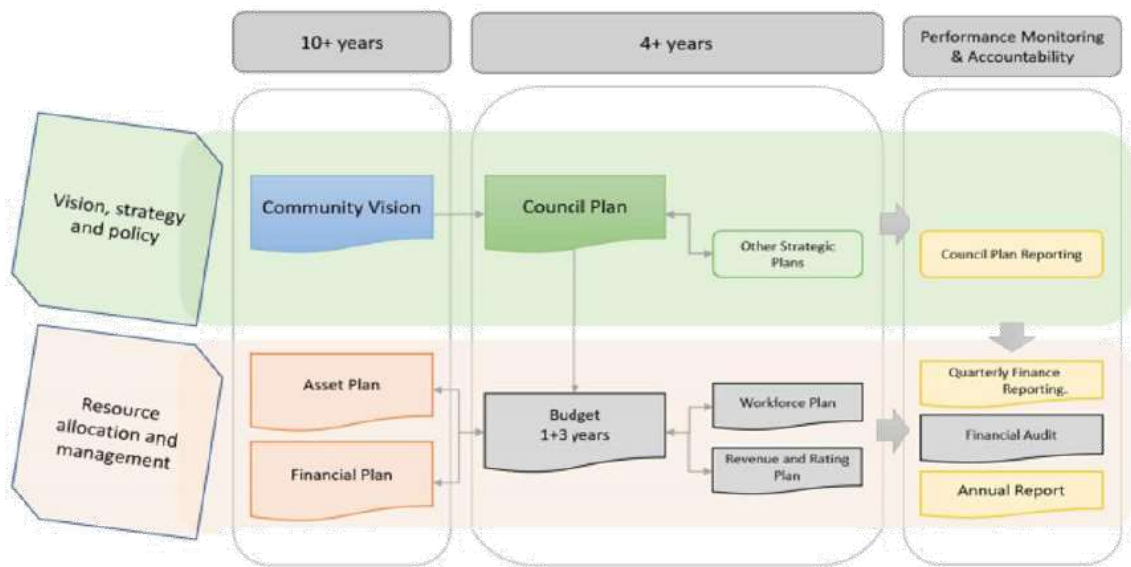 10+ years
4+ years
Performance Monitoring
& Accountability
Vision, strategy
and policy
Community Vision
Council Plan
Other Strategic
Plans
Council Plan Reporting
Resource
allocation and
management
Asset Plan
Financial Plan
Budget
1+3 years
Workforce Plan
Revenue and Rating
Plan
Quarterly Finance
Reporting.
Financial Audit
Annual Report